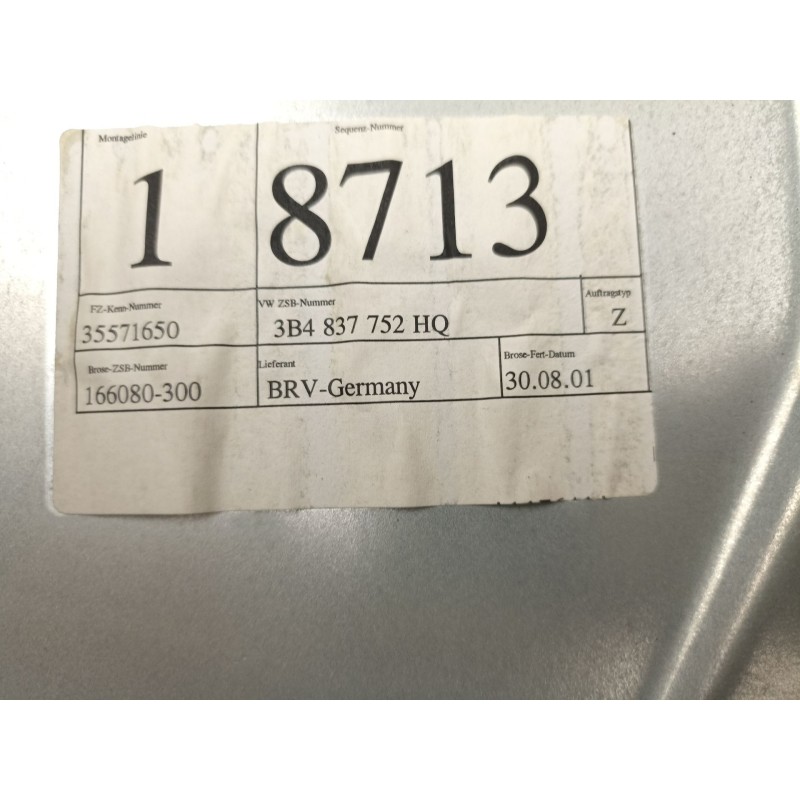 Montagelinie Sequenz-Nummer
1 8713
FZ-Kenn-Nummer VW ZSB-Nummer Auftragstyp
35571650 3B4 837 752 HQ Z
Brose-ZSB-Nummer Lieferant Brose-Fert-Datum
166080-300 BRV-Germany 30.08.01